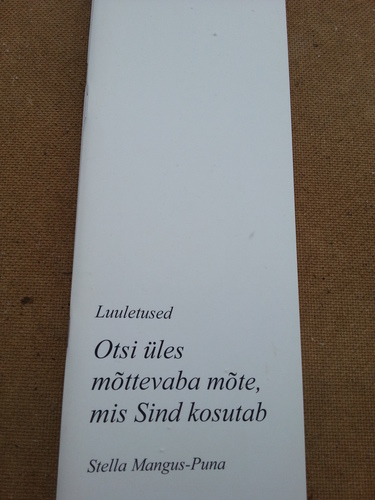 Luuletused
Otsi üles
mõttevaba mõte,
mis Sind kosutab
Stella Mangus-Puna